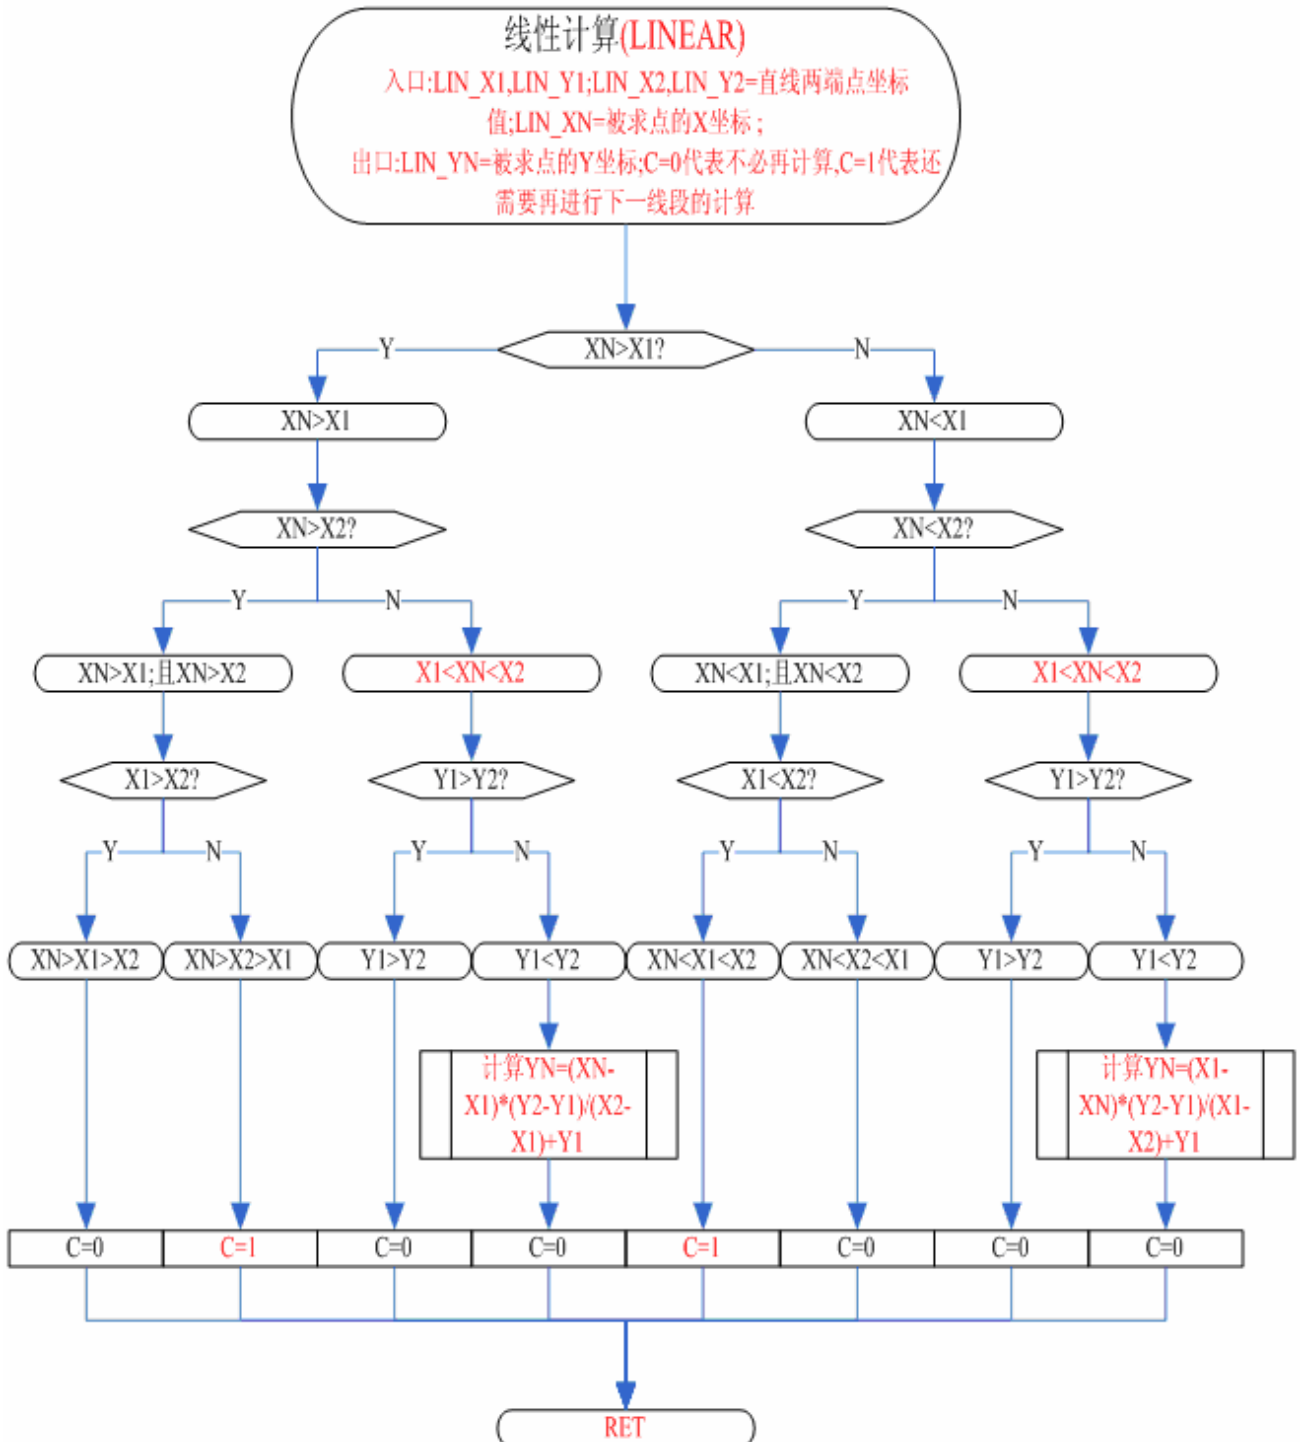 线性计算(LINEAR)
入口:LIN_X1,LIN_Y1;LIN_X2,LIN_Y2=直线两端点坐标
值;LIN_XN=被求点的X坐标 ;
出口:LIN_YN=被求点的Y坐标;C=0代表不必再计算,C=1代表还
需要再进行下一线段的计算
XN>X1?
Y
N
XN>X1
XN<X1
XN>X2?
XN<X2?
Y
N
Y
N
XN>X1;且XN>X2
X1<XN<X2
XN<X1;且XN<X2
X1<XN<X2
X1>X2?
Y1>Y2?
X1<X2?
Y1>Y2?
Y
N
Y
N
Y
N
Y
N
XN>X1>X2
XN>X2>X1
Y1>Y2
Y1<Y2
XN<X1<X2
XN<X2<X1
Y1>Y2
Y1<Y2
计算YN=(XN-
X1)*(Y2-Y1)/(X2-
X1)+Y1
计算YN=(X1-
XN)*(Y2-Y1)/(X1-
X2)+Y1
C=0
C=1
C=0
C=0
C=1
C=0
C=0
C=0
RET